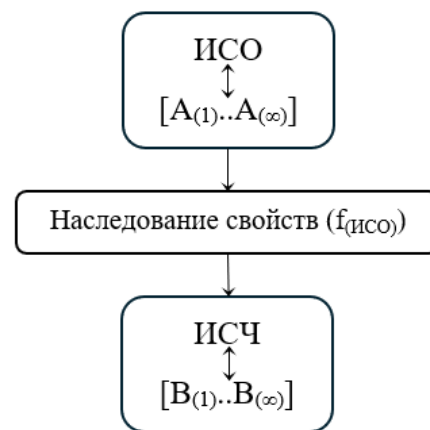 ИСО
[A(1)..A(∞)]
Наследование свойств (f(ИСО))
ИСЧ
[B(1)..B(∞)]